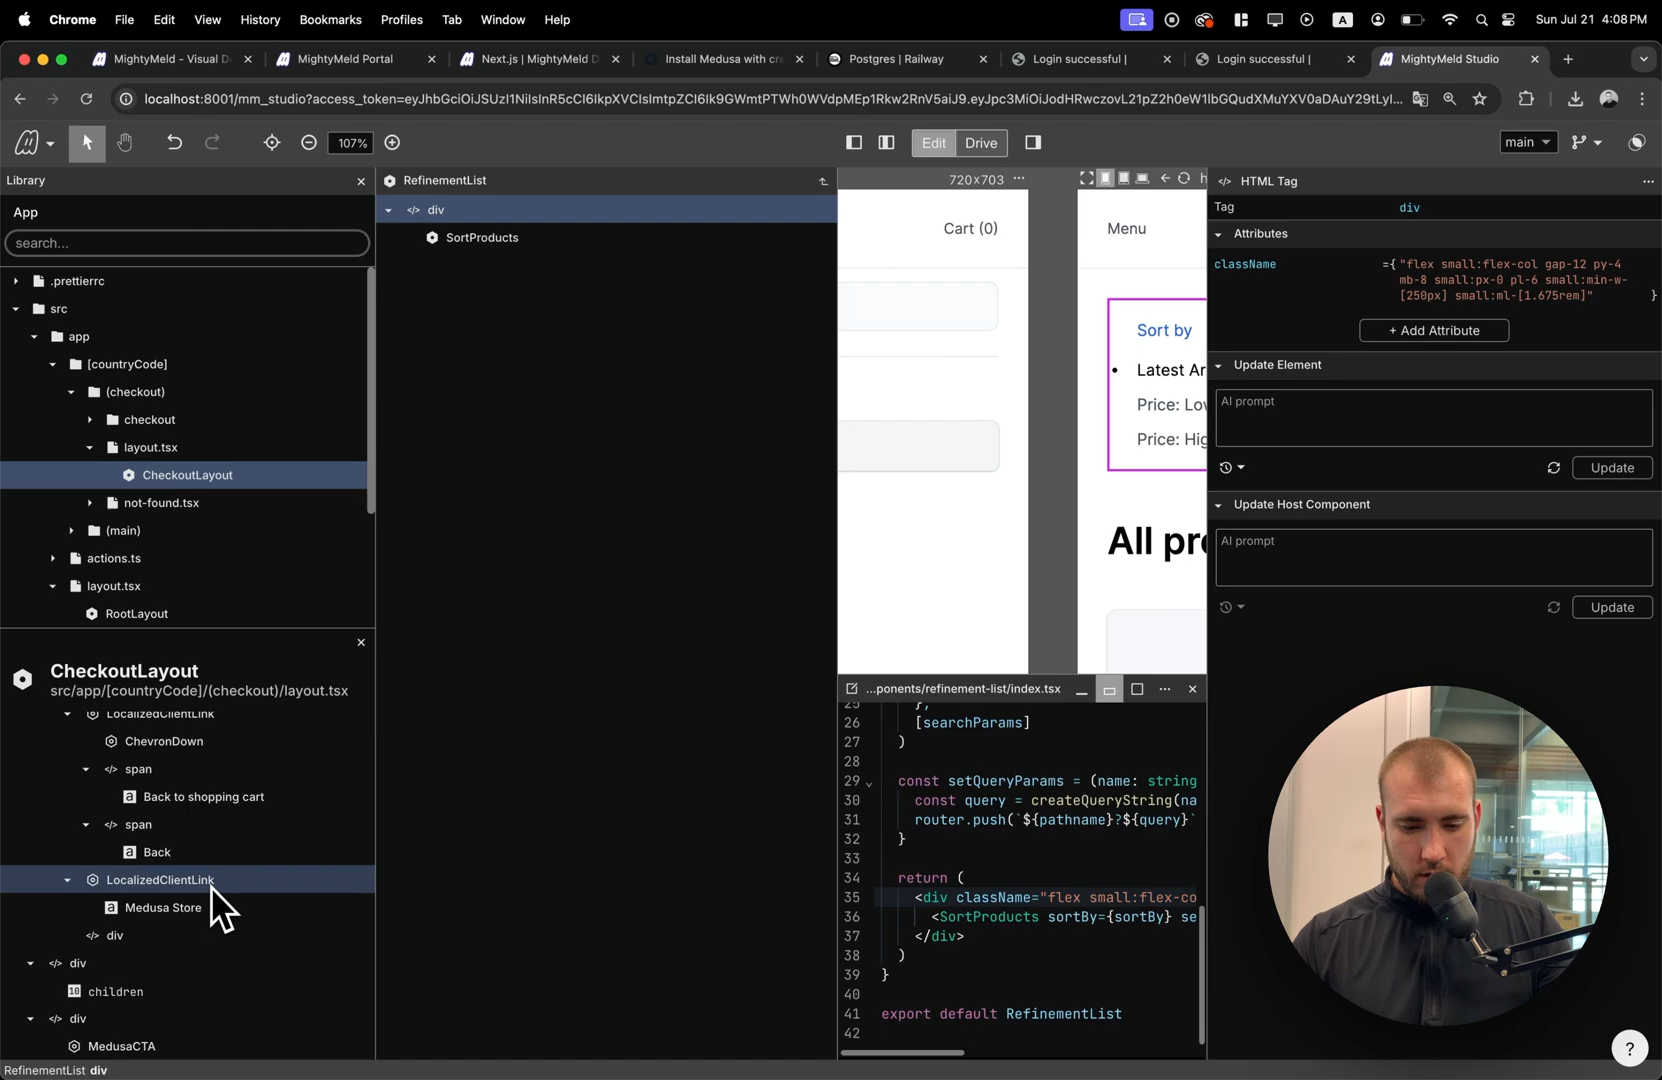 Chrome File Edit View History Bookmarks Profiles Tab Window Help A Sun Jul 21 4:08 PM
MightyMeld - Visual D MightyMeld Portal Next.js | MightyMeld D Install Medusa with cre Postgres | Railway Login successful | Login successful | MightyMeld Studio
107% Edit Drive main
Library
App
search...
.prettierrc
src
app
[countryCode]
(checkout)
checkout
layout.tsx
CheckoutLayout
not-found.tsx
(main)
actions.ts
layout.tsx
RootLayout
CheckoutLayout
src/app/[countryCode]/(checkout)/layout.tsx
LocalizedClientLink
ChevronDown
span
a Back to shopping cart
span
a Back
LocalizedClientLink
a Medusa Store
div
div
10 children
div
MedusaCTA
RefinementList div
RefinementList
div
SortProducts
720×703
Cart (0)
Menu
Sort by
Latest Ar
Price: Lo
Price: Hig
All pr
...ponents/refinement-list/index.tsx
25 },
26 [searchParams]
27 )
28
29 const setQueryParams = (name: string
30 const query = createQueryString(na
31 router.push(`${pathname}?${query}`
32 }
33
34 return (
35 <div className="flex small:flex-co
36 <SortProducts sortBy={sortBy} se
37 </div>
38 )
39 }
40
41 export default RefinementList
42
HTML Tag
Tag div
Attributes
className ={ "flex small:flex-col gap-12 py-4
mb-8 small:px-0 pl-6 small:min-w-
[250px] small:ml-[1.675rem]" }
+ Add Attribute
Update Element
AI prompt
Update
Update Host Component
AI prompt
Update
?